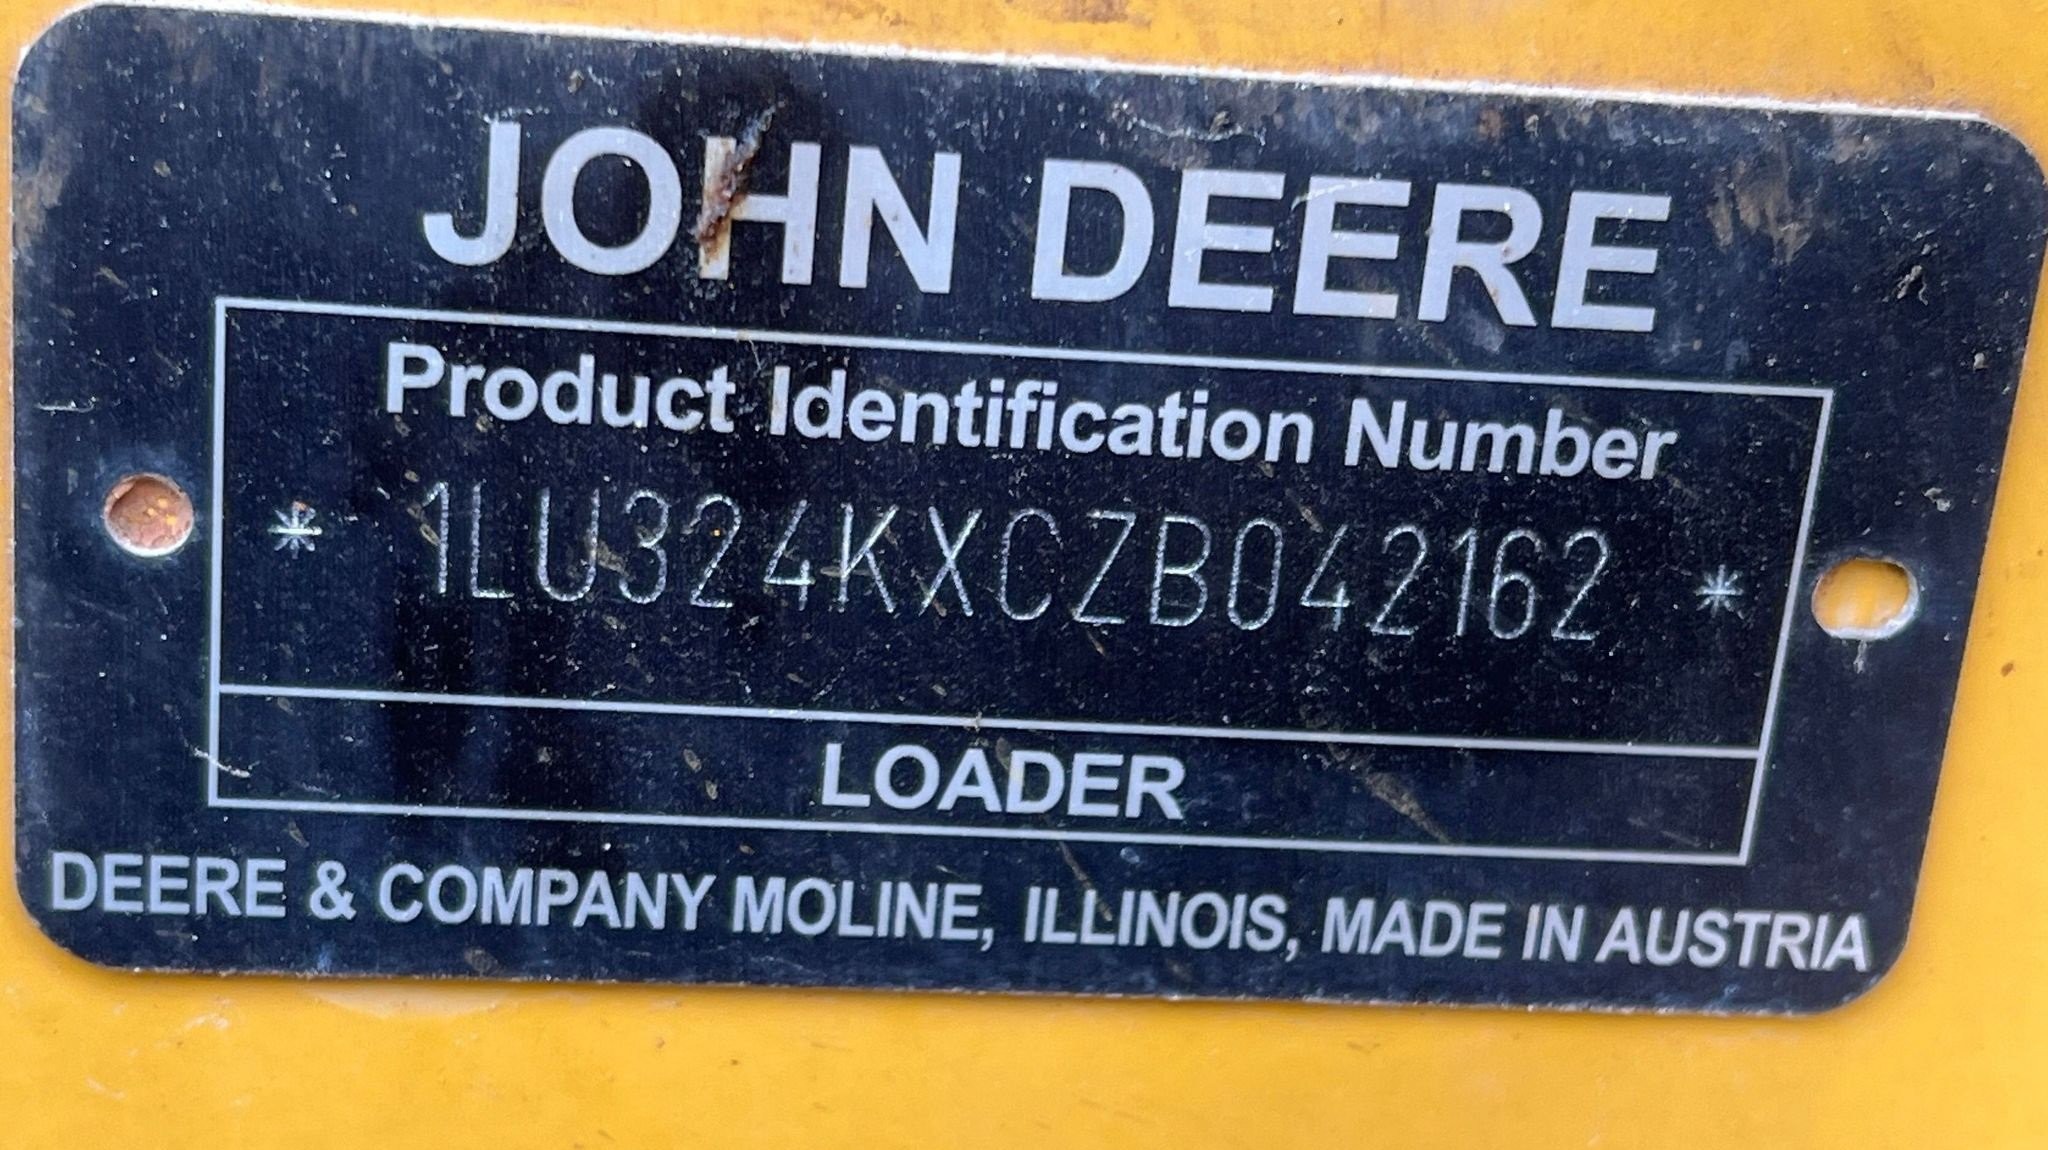 JOHN DEERE
Product Identification Number
* 1LU324KXCZB042162 *
LOADER
DEERE & COMPANY MOLINE, ILLINOIS, MADE IN AUSTRIA